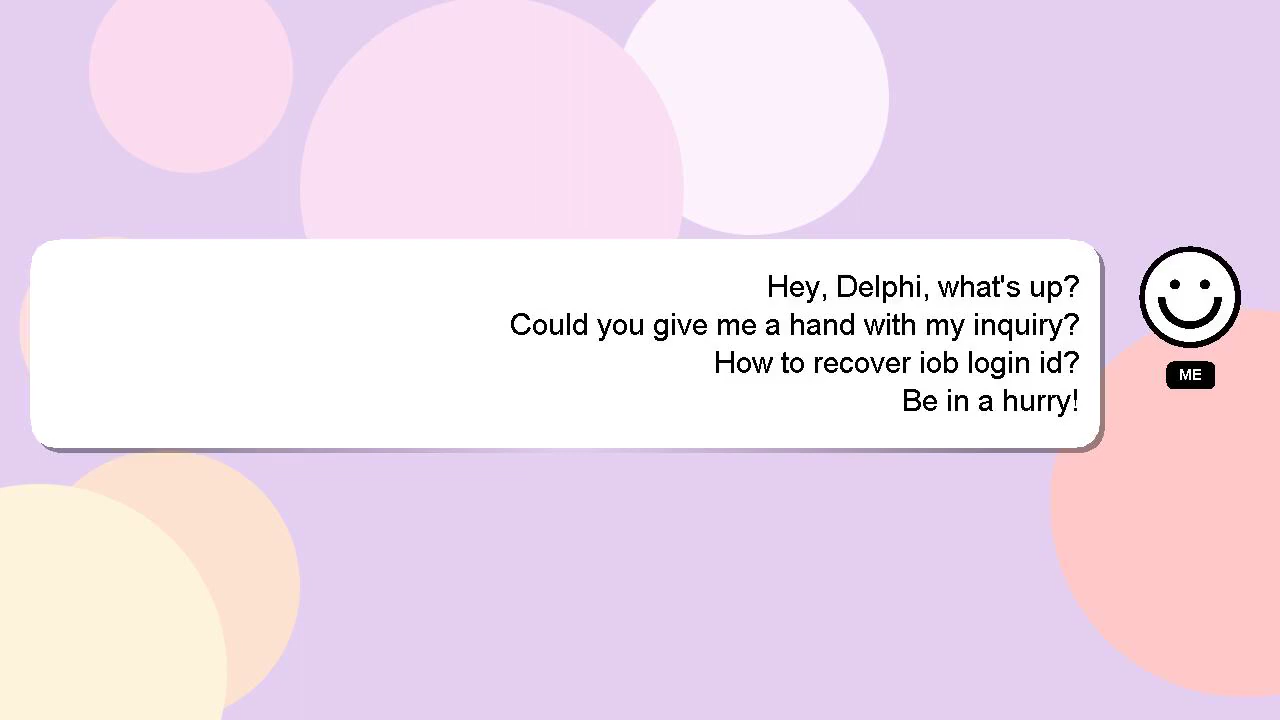 Hey, Delphi, what's up?
Could you give me a hand with my inquiry?
How to recover iob login id?
Be in a hurry!
ME